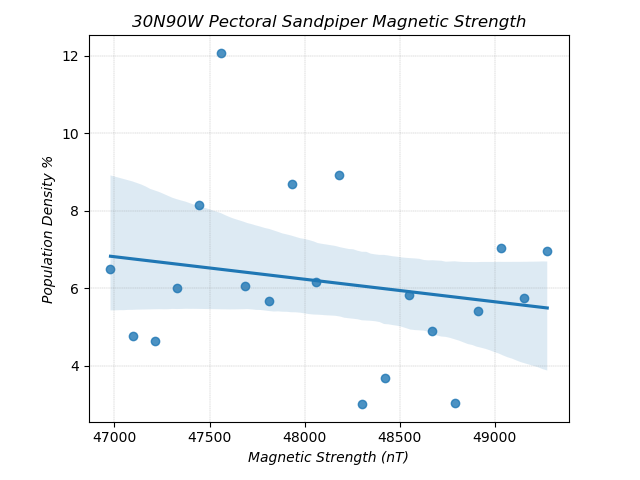 30N90W Pectoral Sandpiper Magnetic Strength
12
10
8
6
4
Population Density %
47000 47500 48000 48500 49000
Magnetic Strength (nT)